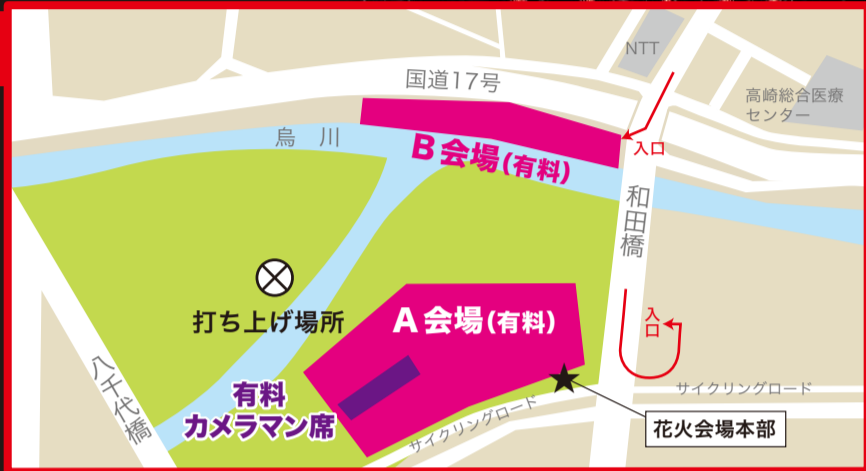 NTT
国道17号
高崎総合医療
センター
烏川
入口
B会場(有料)
和田橋
打ち上げ場所
A会場(有料)
入口
八千代橋
有料
カメラマン席
サイクリングロード
サイクリングロード
花火会場本部